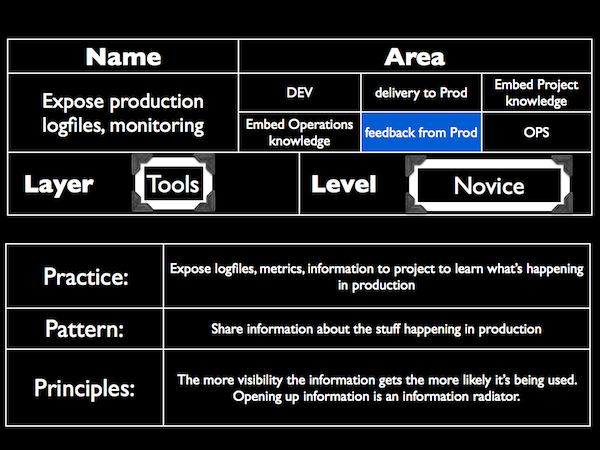 Name
Area
Expose production
logfiles, monitoring
DEV
delivery to Prod
Embed Project
knowledge
Embed Operations
knowledge
feedback from Prod
OPS
Layer
Tools
Level
Novice
Practice:
Expose logfiles, metrics, information to project to learn what's happening
in production
Pattern:
Share information about the stuff happening in production
Principles:
The more visibility the information gets the more likely it's being used.
Opening up information is an information radiator.